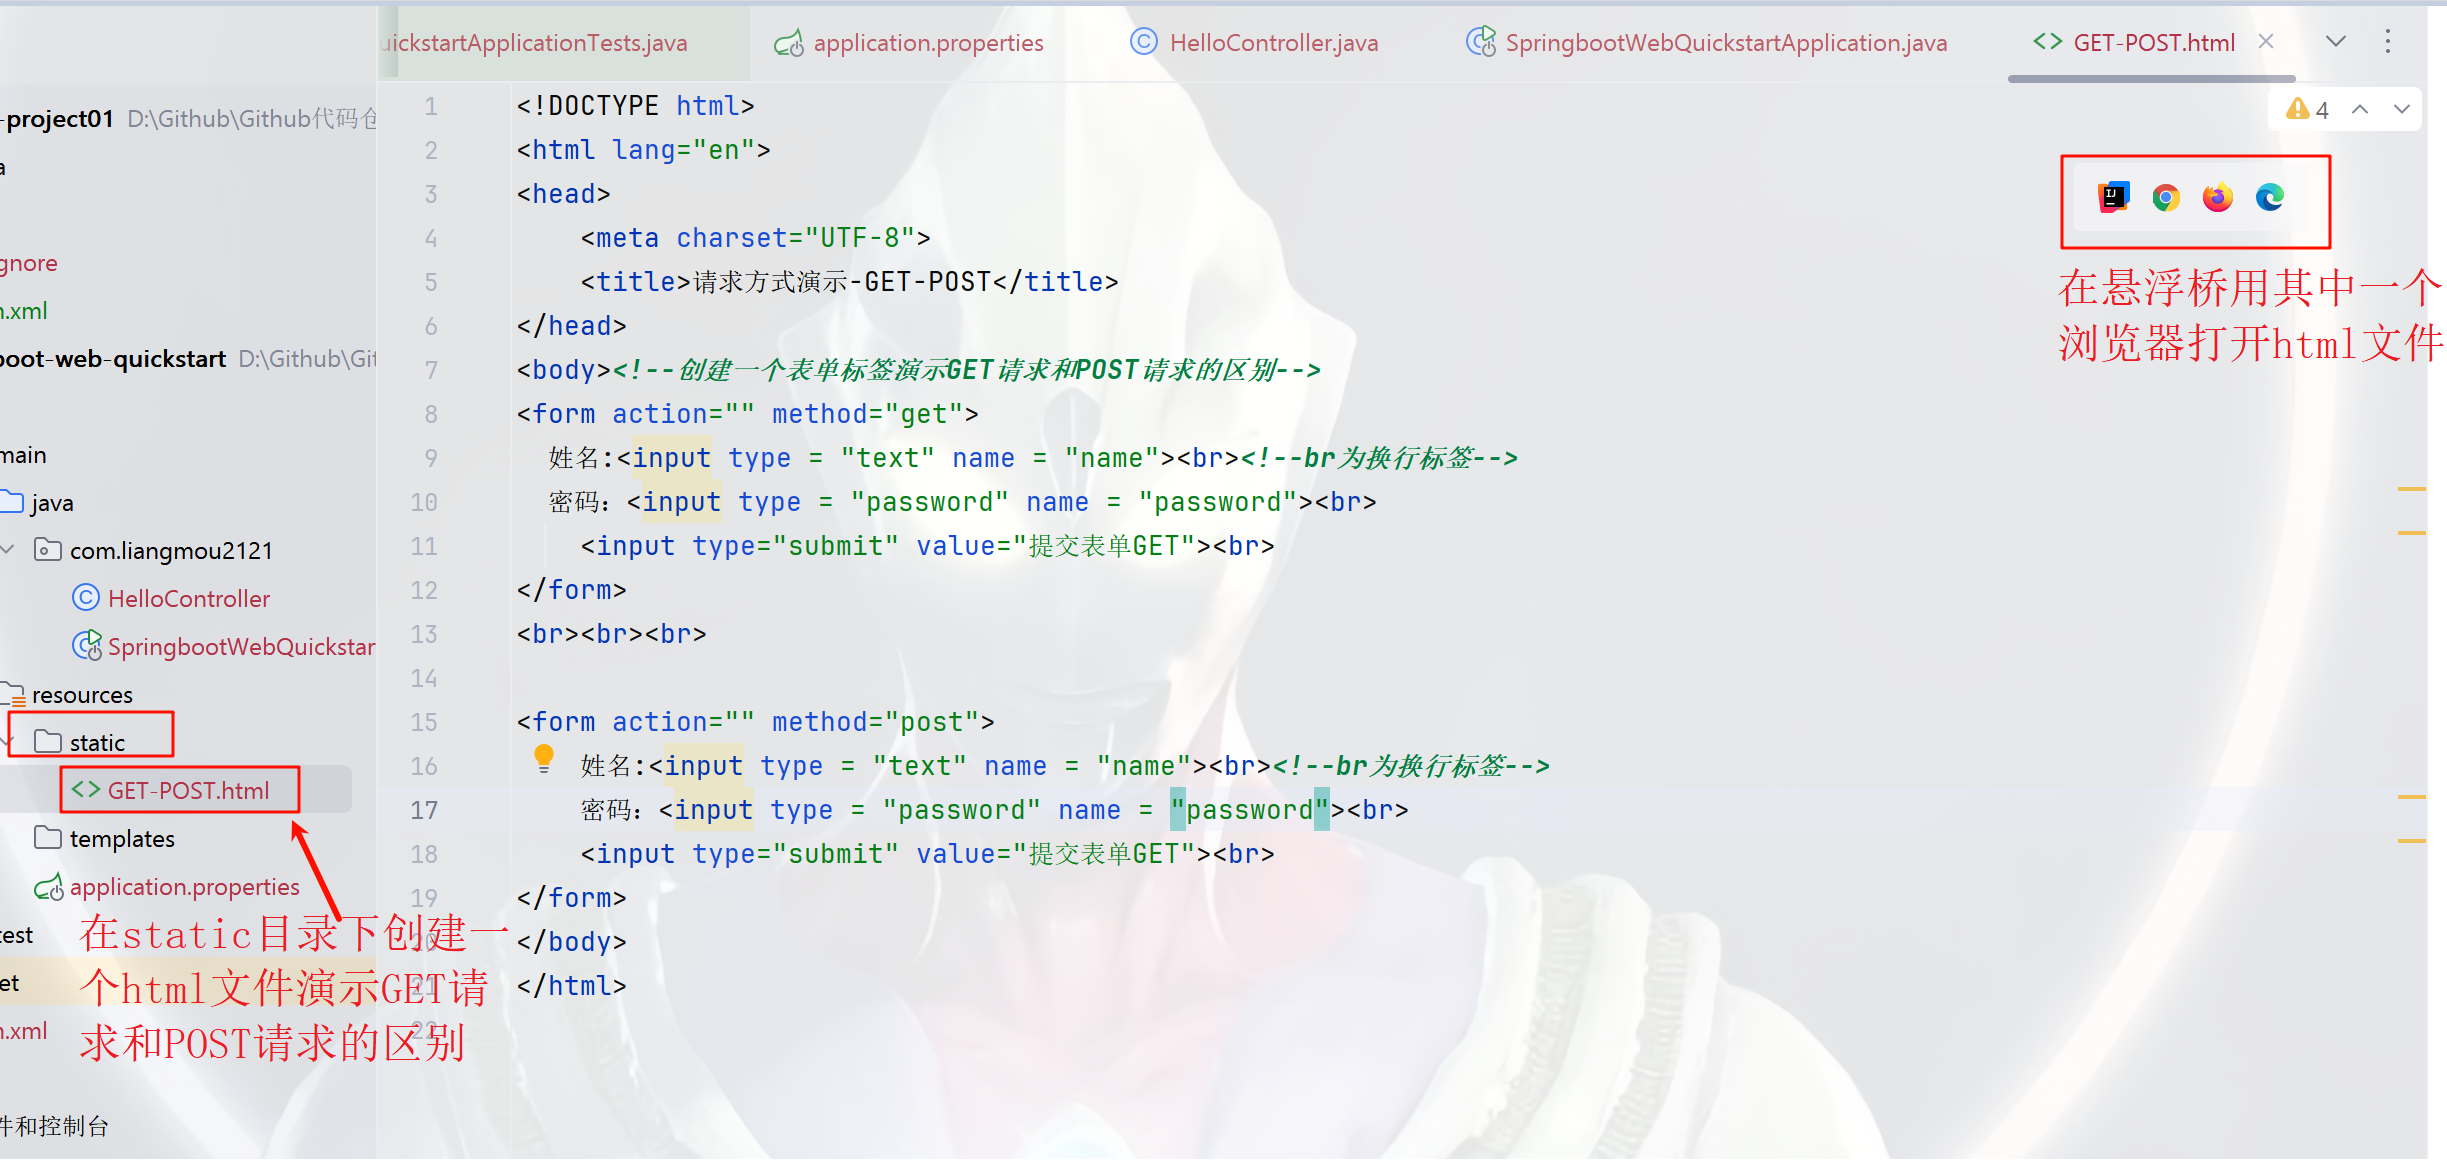 uickstartApplicationTests.java application.properties HelloController.java SpringbootWebQuickstartApplication.java GET-POST.html
4
-project01 D:\Github\Github代码仓
a
gnore
.xml
boot-web-quickstart D:\Github\Git
main
java
com.liangmou2121
HelloController
SpringbootWebQuickstar
resources
static
GET-POST.html
templates
application.properties
test
et
.xml
件和控制台
1 <!DOCTYPE html>
2 <html lang="en">
3 <head>
4 <meta charset="UTF-8">
5 <title>请求方式演示-GET-POST</title>
6 </head>
7 <body><!--创建一个表单标签演示GET请求和POST请求的区别-->
8 <form action="" method="get">
9 姓名:<input type = "text" name = "name"><br><!--br为换行标签-->
10 密码：<input type = "password" name = "password"><br>
11 <input type="submit" value="提交表单GET"><br>
12 </form>
13 <br><br><br>
14
15 <form action="" method="post">
16 姓名:<input type = "text" name = "name"><br><!--br为换行标签-->
17 密码：<input type = "password" name = "password"><br>
18 <input type="submit" value="提交表单GET"><br>
19 </form>
20 </body>
21 </html>
22
在悬浮桥用其中一个
浏览器打开html文件
在static目录下创建一
个html文件演示GET请
求和POST请求的区别